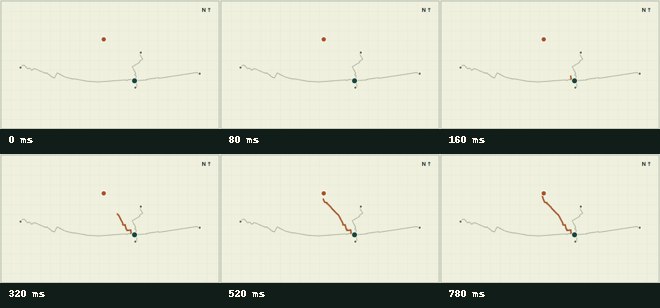 N↑ N↑ N↑
0 ms 80 ms 160 ms
N↑ N↑ N↑
320 ms 520 ms 780 ms